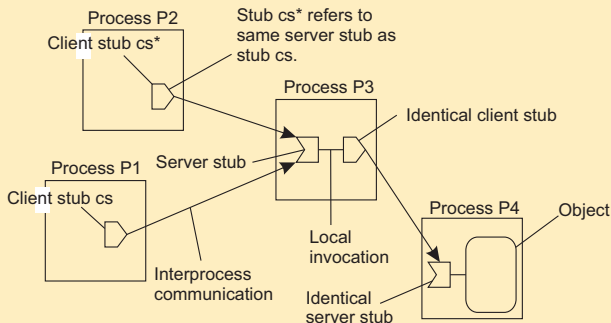 Process P2
Client stub cs*
Stub cs* refers to
same server stub as
stub cs.
Process P3
Identical client stub
Process P1
Server stub
Client stub cs
Process P4
Object
Local
invocation
Interprocess
communication
Identical
server stub